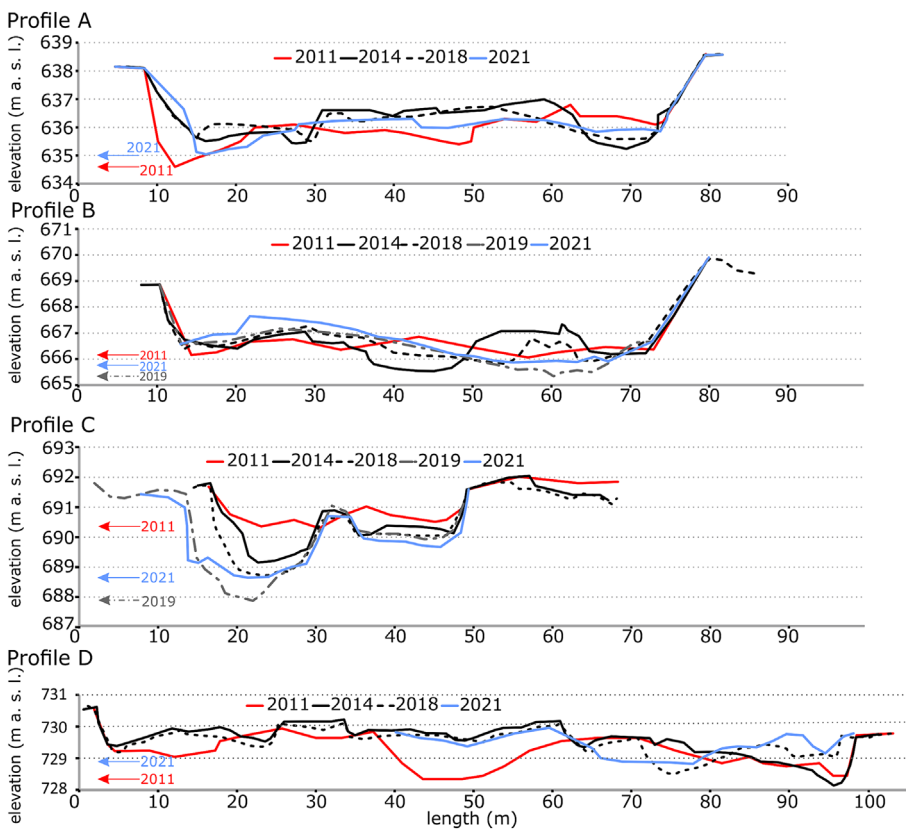 Profile A
elevation (m a. s. l.)
639
638
637
636
635
634
2011 2014 2018 2021
2021
2011
0 10 20 30 40 50 60 70 80 90
Profile B
elevation (m a. s. l.)
671
670
669
668
667
666
665
2011 2014 2018 2019 2021
2011
2021
2019
0 10 20 30 40 50 60 70 80 90
Profile C
elevation (m a. s. l.)
693
692
691
690
689
688
687
2011 2014 2018 2019 2021
2011
2021
2019
0 10 20 30 40 50 60 70 80 90
Profile D
elevation (m a. s. l.)
731
730
729
728
2011 2014 2018 2021
2021
2011
0 10 20 30 40 50 60 70 80 90 100
length (m)